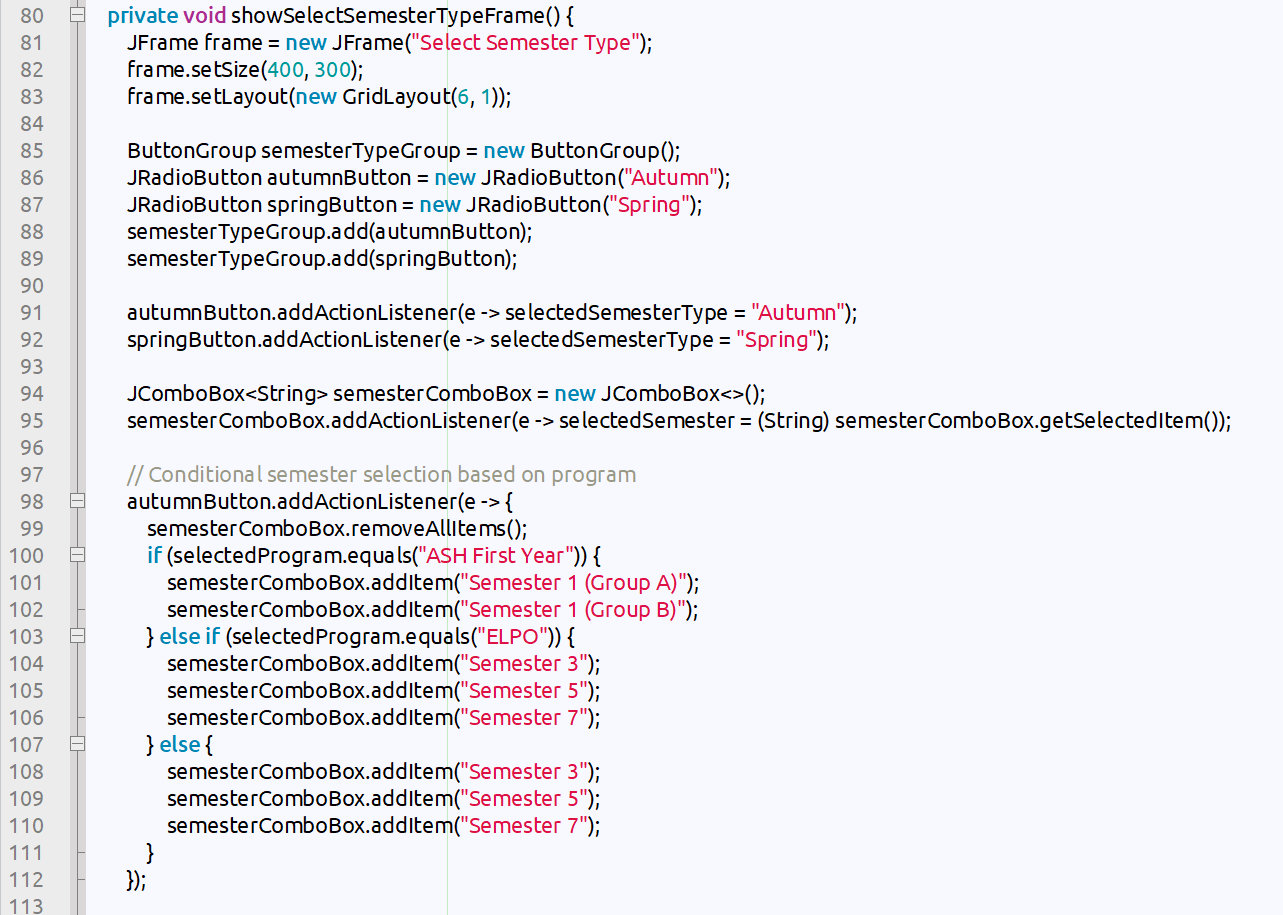 80 private void showSelectSemesterTypeFrame() {
81 JFrame frame = new JFrame("Select Semester Type");
82 frame.setSize(400, 300);
83 frame.setLayout(new GridLayout(6, 1));
84
85 ButtonGroup semesterTypeGroup = new ButtonGroup();
86 JRadioButton autumnButton = new JRadioButton("Autumn");
87 JRadioButton springButton = new JRadioButton("Spring");
88 semesterTypeGroup.add(autumnButton);
89 semesterTypeGroup.add(springButton);
90
91 autumnButton.addActionListener(e -> selectedSemesterType = "Autumn");
92 springButton.addActionListener(e -> selectedSemesterType = "Spring");
93
94 JComboBox<String> semesterComboBox = new JComboBox<>();
95 semesterComboBox.addActionListener(e -> selectedSemester = (String) semesterComboBox.getSelectedItem());
96
97 // Conditional semester selection based on program
98 autumnButton.addActionListener(e -> {
99 semesterComboBox.removeAllItems();
100 if (selectedProgram.equals("ASH First Year")) {
101 semesterComboBox.addItem("Semester 1 (Group A)");
102 semesterComboBox.addItem("Semester 1 (Group B)");
103 } else if (selectedProgram.equals("ELPO")) {
104 semesterComboBox.addItem("Semester 3");
105 semesterComboBox.addItem("Semester 5");
106 semesterComboBox.addItem("Semester 7");
107 } else {
108 semesterComboBox.addItem("Semester 3");
109 semesterComboBox.addItem("Semester 5");
110 semesterComboBox.addItem("Semester 7");
111 }
112 });
113